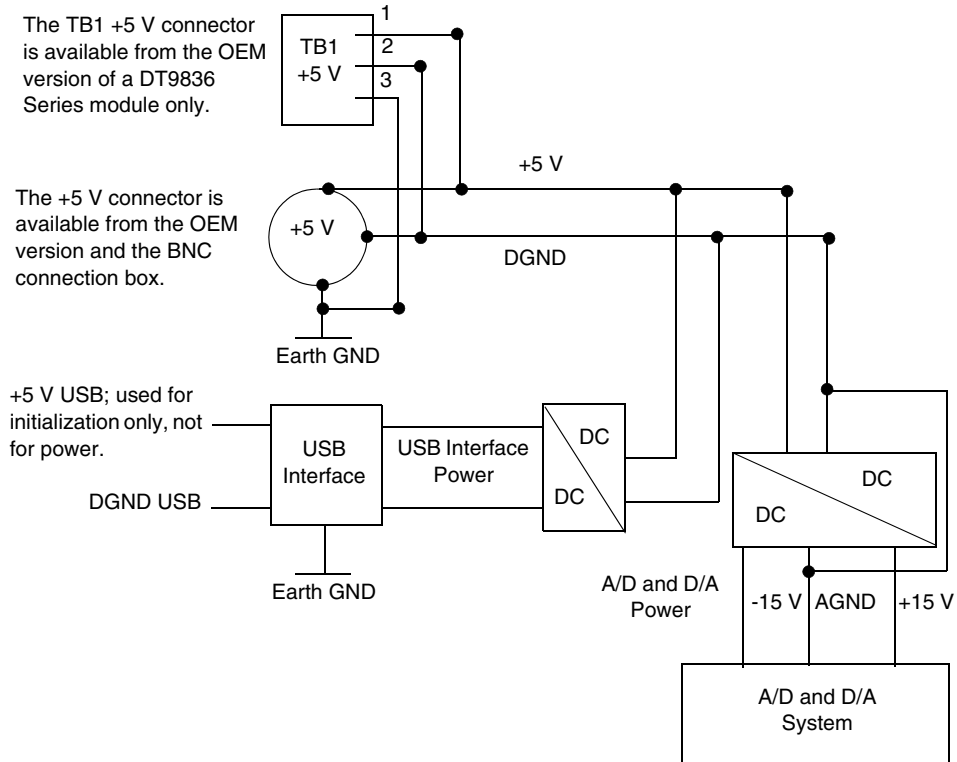 The TB1 +5 V connector
is available from the OEM
version of a DT9836
Series module only.
TB1
+5 V
1
2
3
The +5 V connector is
available from the OEM
version and the BNC
connection box.
+5 V
+5 V
DGND
Earth GND
+5 V USB; used for
initialization only, not
for power.
DGND USB
USB
Interface
USB Interface
Power
DC
DC
Earth GND
DC
DC
A/D and D/A
Power
-15 V
AGND
+15 V
A/D and D/A
System